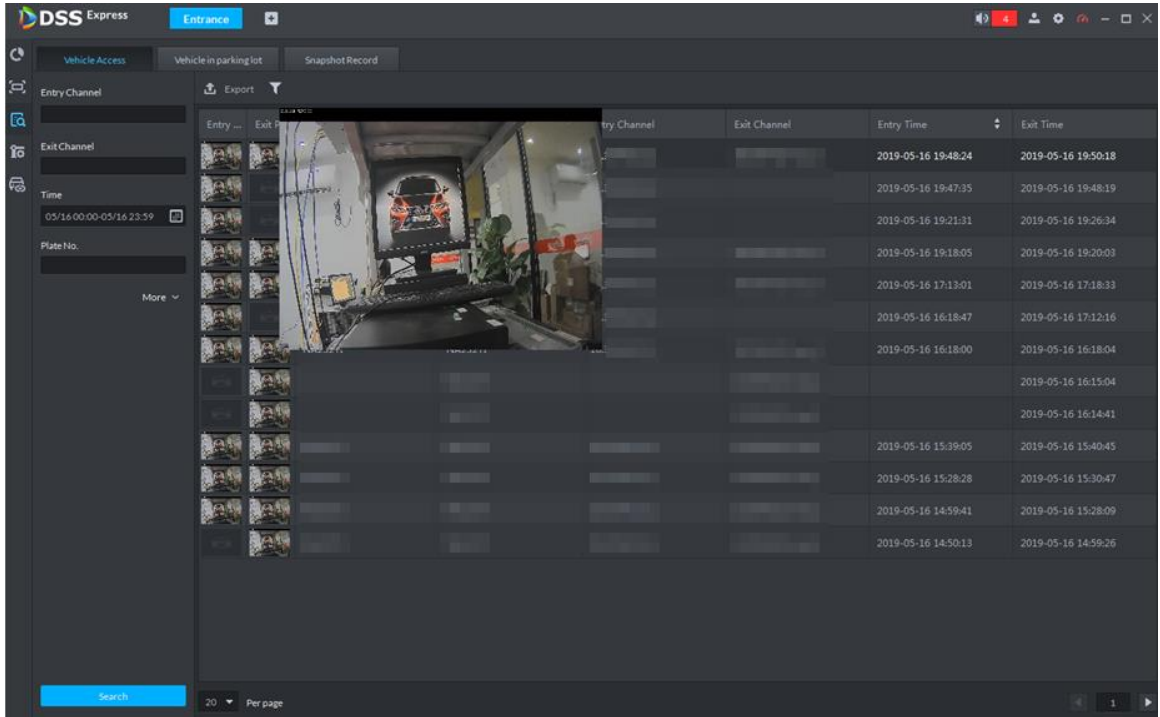 DSS Express Entrance 4
Vehicle Access Vehicle in parking lot Snapshot Record
Entry Channel
Exit Channel
Time
05/16 00:00-05/16 23:59
Plate No.
More
Search
Export
Entry ... Exit Channel Entry Time Exit Time
2019-05-16 19:48:24 2019-05-16 19:50:18
2019-05-16 19:47:35 2019-05-16 19:48:19
2019-05-16 19:21:31 2019-05-16 19:26:34
2019-05-16 19:18:05 2019-05-16 19:20:03
2019-05-16 17:13:01 2019-05-16 17:18:33
2019-05-16 16:18:47 2019-05-16 17:12:16
2019-05-16 16:18:00 2019-05-16 16:18:04
2019-05-16 16:15:04
2019-05-16 16:14:41
2019-05-16 15:39:05 2019-05-16 15:40:45
2019-05-16 15:28:28 2019-05-16 15:30:47
2019-05-16 14:59:41 2019-05-16 15:28:09
2019-05-16 14:50:13 2019-05-16 14:59:26
20 Per page 1